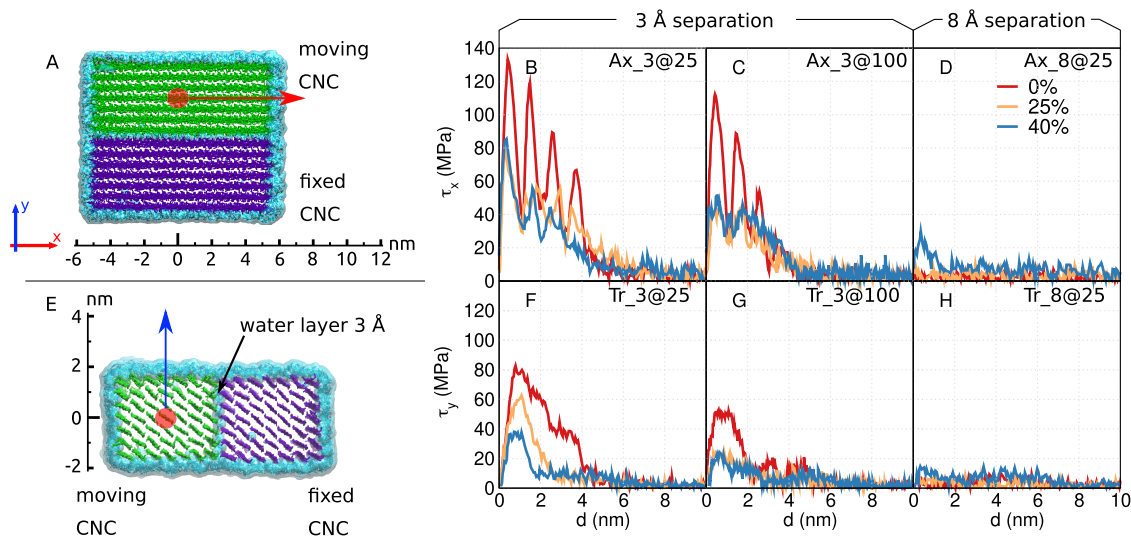 3 Å separation
8 Å separation
A
moving
CNC
fixed
CNC
y
x
-6 -4 -2 0 2 4 6 8 10 12 nm
E
nm
4
2
0
-2
water layer 3 Å
moving
CNC
fixed
CNC
B
Ax_3@25
C
Ax_3@100
D
Ax_8@25
0%
25%
40%
τx (MPa)
140
120
100
80
60
40
20
0
F
Tr_3@25
G
Tr_3@100
H
Tr_8@25
τy (MPa)
120
100
80
60
40
20
0
0 2 4 6 8 0 2 4 6 8 0 2 4 6 8 10
d (nm) d (nm) d (nm)